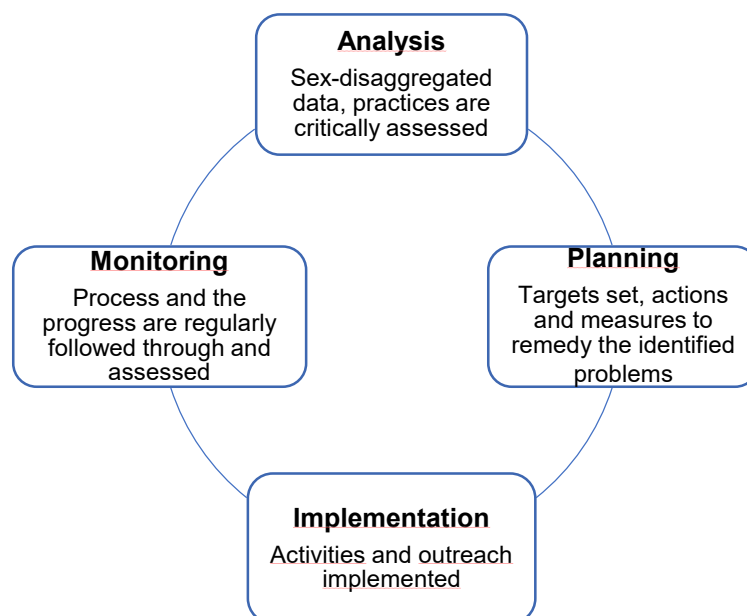 Analysis
Sex-disaggregated
data, practices are
critically assessed
Monitoring
Process and the
progress are regularly
followed through and
assessed
Planning
Targets set, actions
and measures to
remedy the identified
problems
Implementation
Activities and outreach
implemented